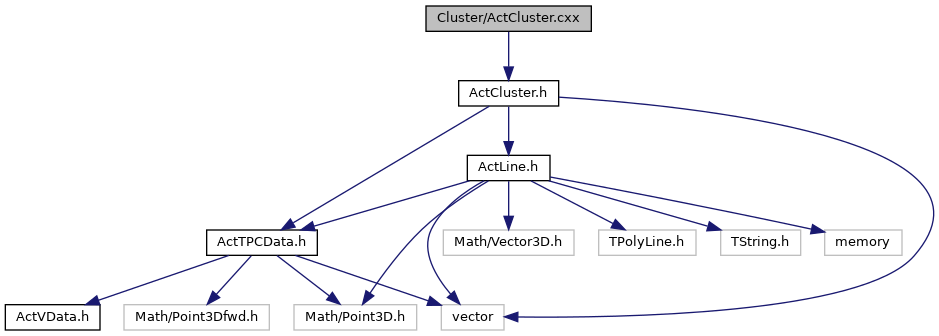 Cluster/ActCluster.cxx
ActCluster.h
ActLine.h
ActTPCData.h
Math/Vector3D.h
TPolyLine.h
TString.h
memory
ActVData.h
Math/Point3Dfwd.h
Math/Point3D.h
vector